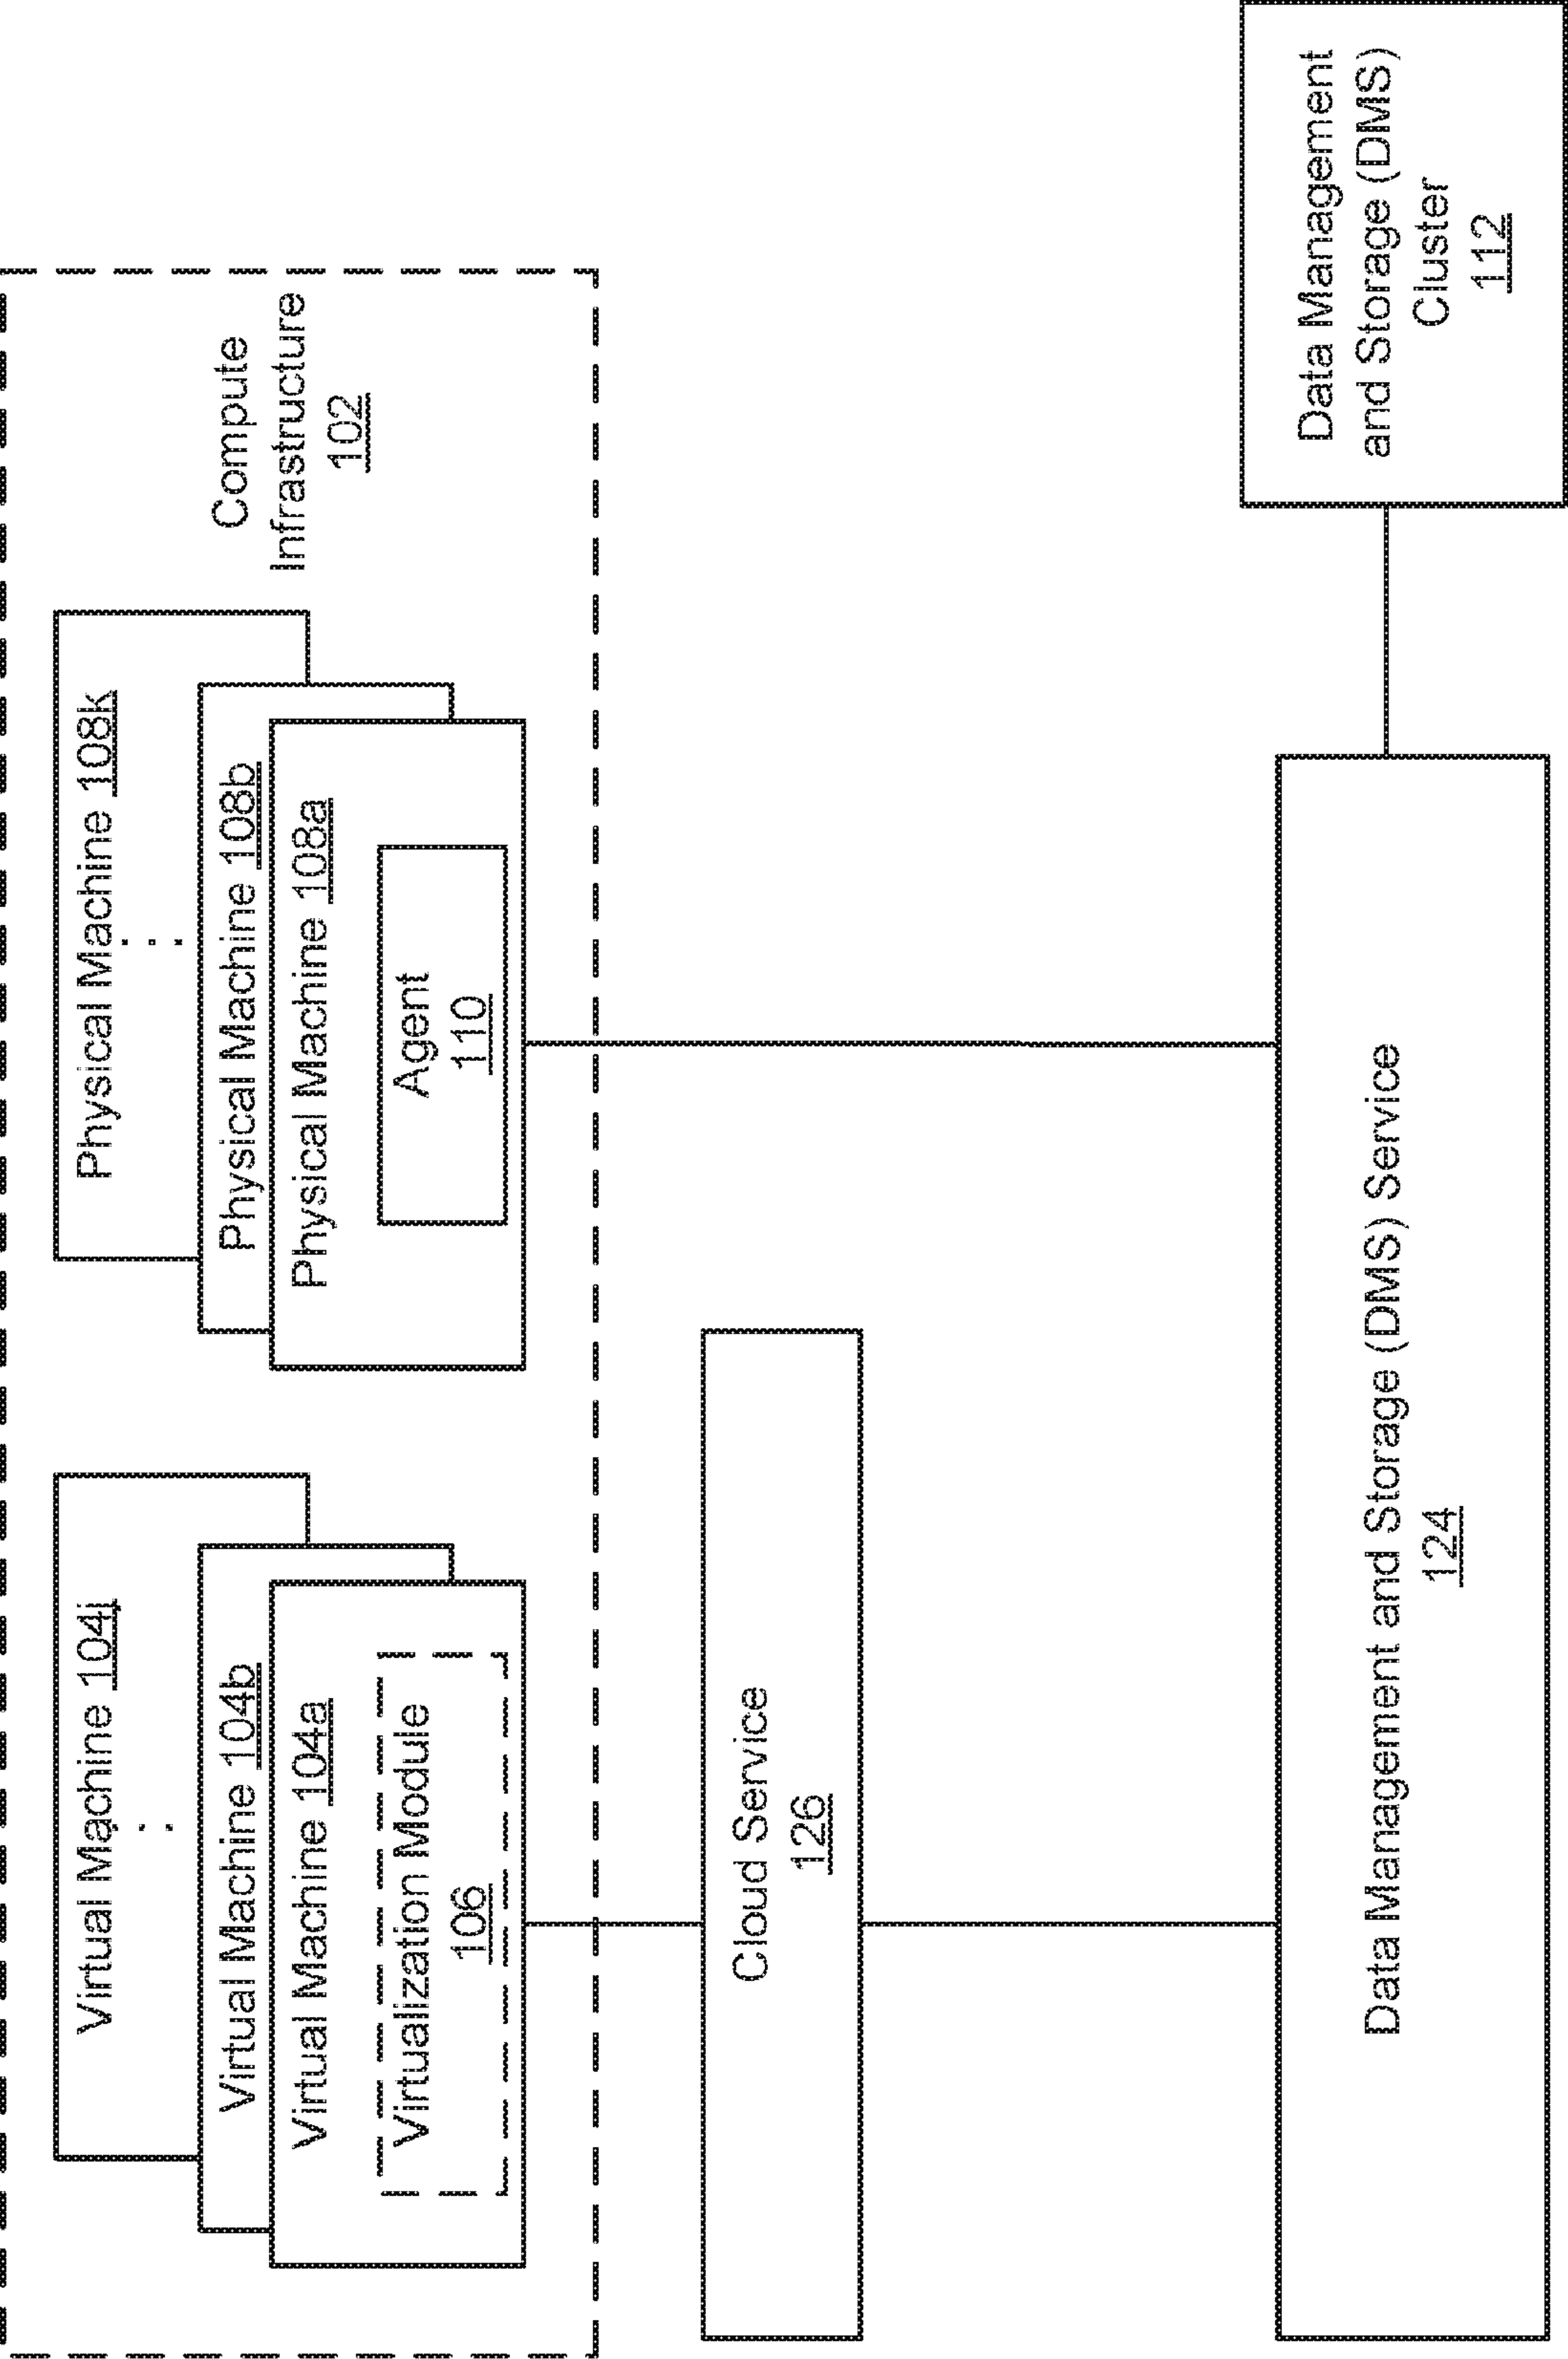 Compute
Infrastructure
102
Virtual Machine 104j
Virtual Machine 104b
Virtual Machine 104a
Virtualization Module
106
Physical Machine 108k
Physical Machine 108b
Physical Machine 108a
Agent
110
Cloud Service
126
Data Management and Storage (DMS) Service
124
Data Management
and Storage (DMS)
Cluster
112